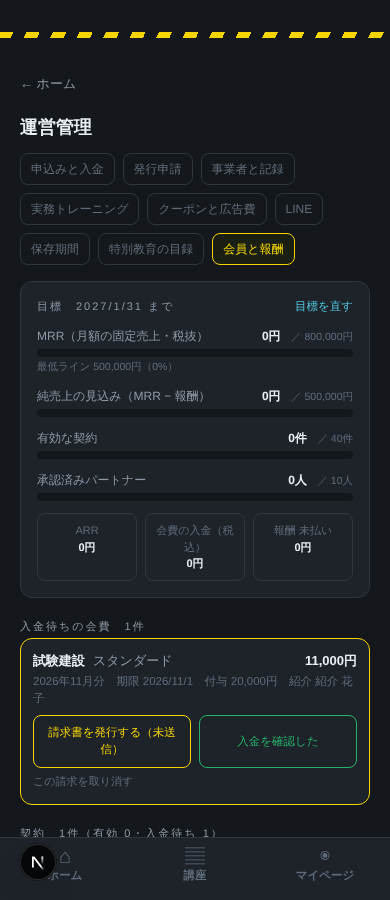 ← ホーム
運営管理
申込みと入金 発行申請 事業者と記録
実務トレーニング クーポンと広告費 LINE
保存期間 特別教育の目録 会員と報酬
目標 2027/1/31 まで 目標を直す
MRR（月額の固定売上・税抜） 0円 ／ 800,000円
最低ライン 500,000円（0%）
純売上の見込み（MRR − 報酬） 0円 ／ 500,000円
有効な契約 0件 ／ 40件
承認済みパートナー 0人 ／ 10人
ARR
0円
会費の入金（税
込）
0円
報酬 未払い
0円
入金待ちの会費 1件
試験建設 スタンダード 11,000円
2026年11月分 期限 2026/11/1 付与 20,000円 紹介 紹介 花
子
請求書を発行する（未送
信）
入金を確認した
この請求を取り消す
契約 1件（有効 0・入金待ち 1）
N
ホーム 講座 マイページ